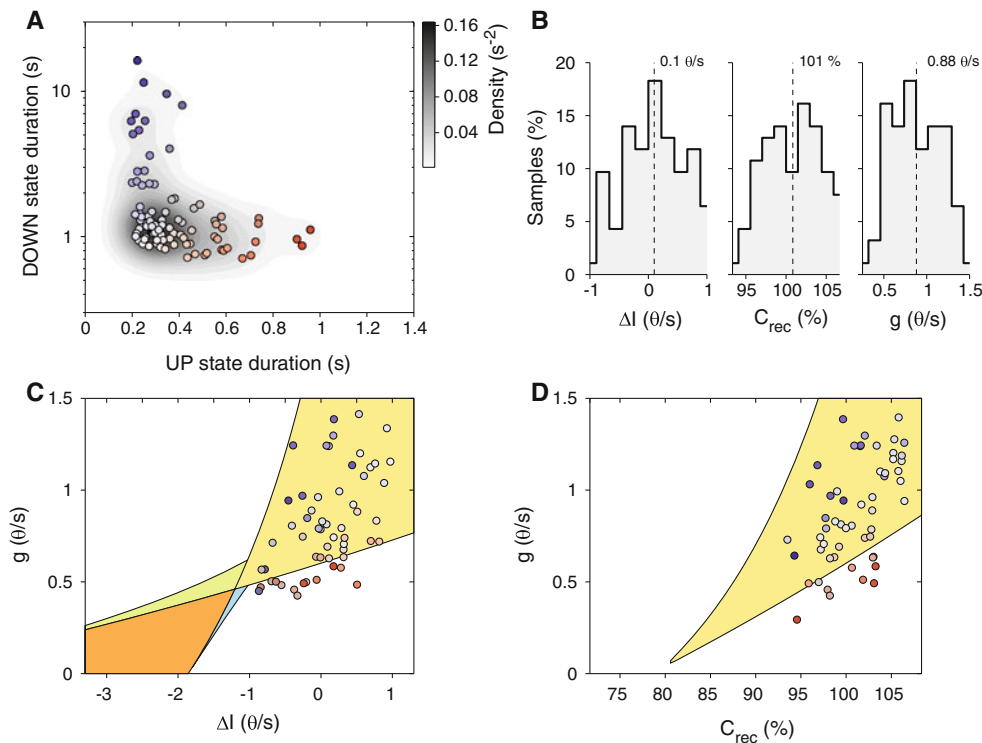 A
DOWN state duration (s)
10
1
0
0.2
0.4
0.6
0.8
1
1.2
1.4
UP state duration (s)
0.16
0.12
0.08
0.04
Density (s-2)
B
Samples (%)
20
15
10
5
0
0.1 θ/s
-1
0
1
ΔI (θ/s)
101 %
95
100
105
Crec (%)
0.88 θ/s
0.5
1
1.5
g (θ/s)
C
g (θ/s)
1.5
1
0.5
0
-3
-2
-1
0
1
ΔI (θ/s)
D
g (θ/s)
1.5
1
0.5
0
75
80
85
90
95
100
105
Crec (%)